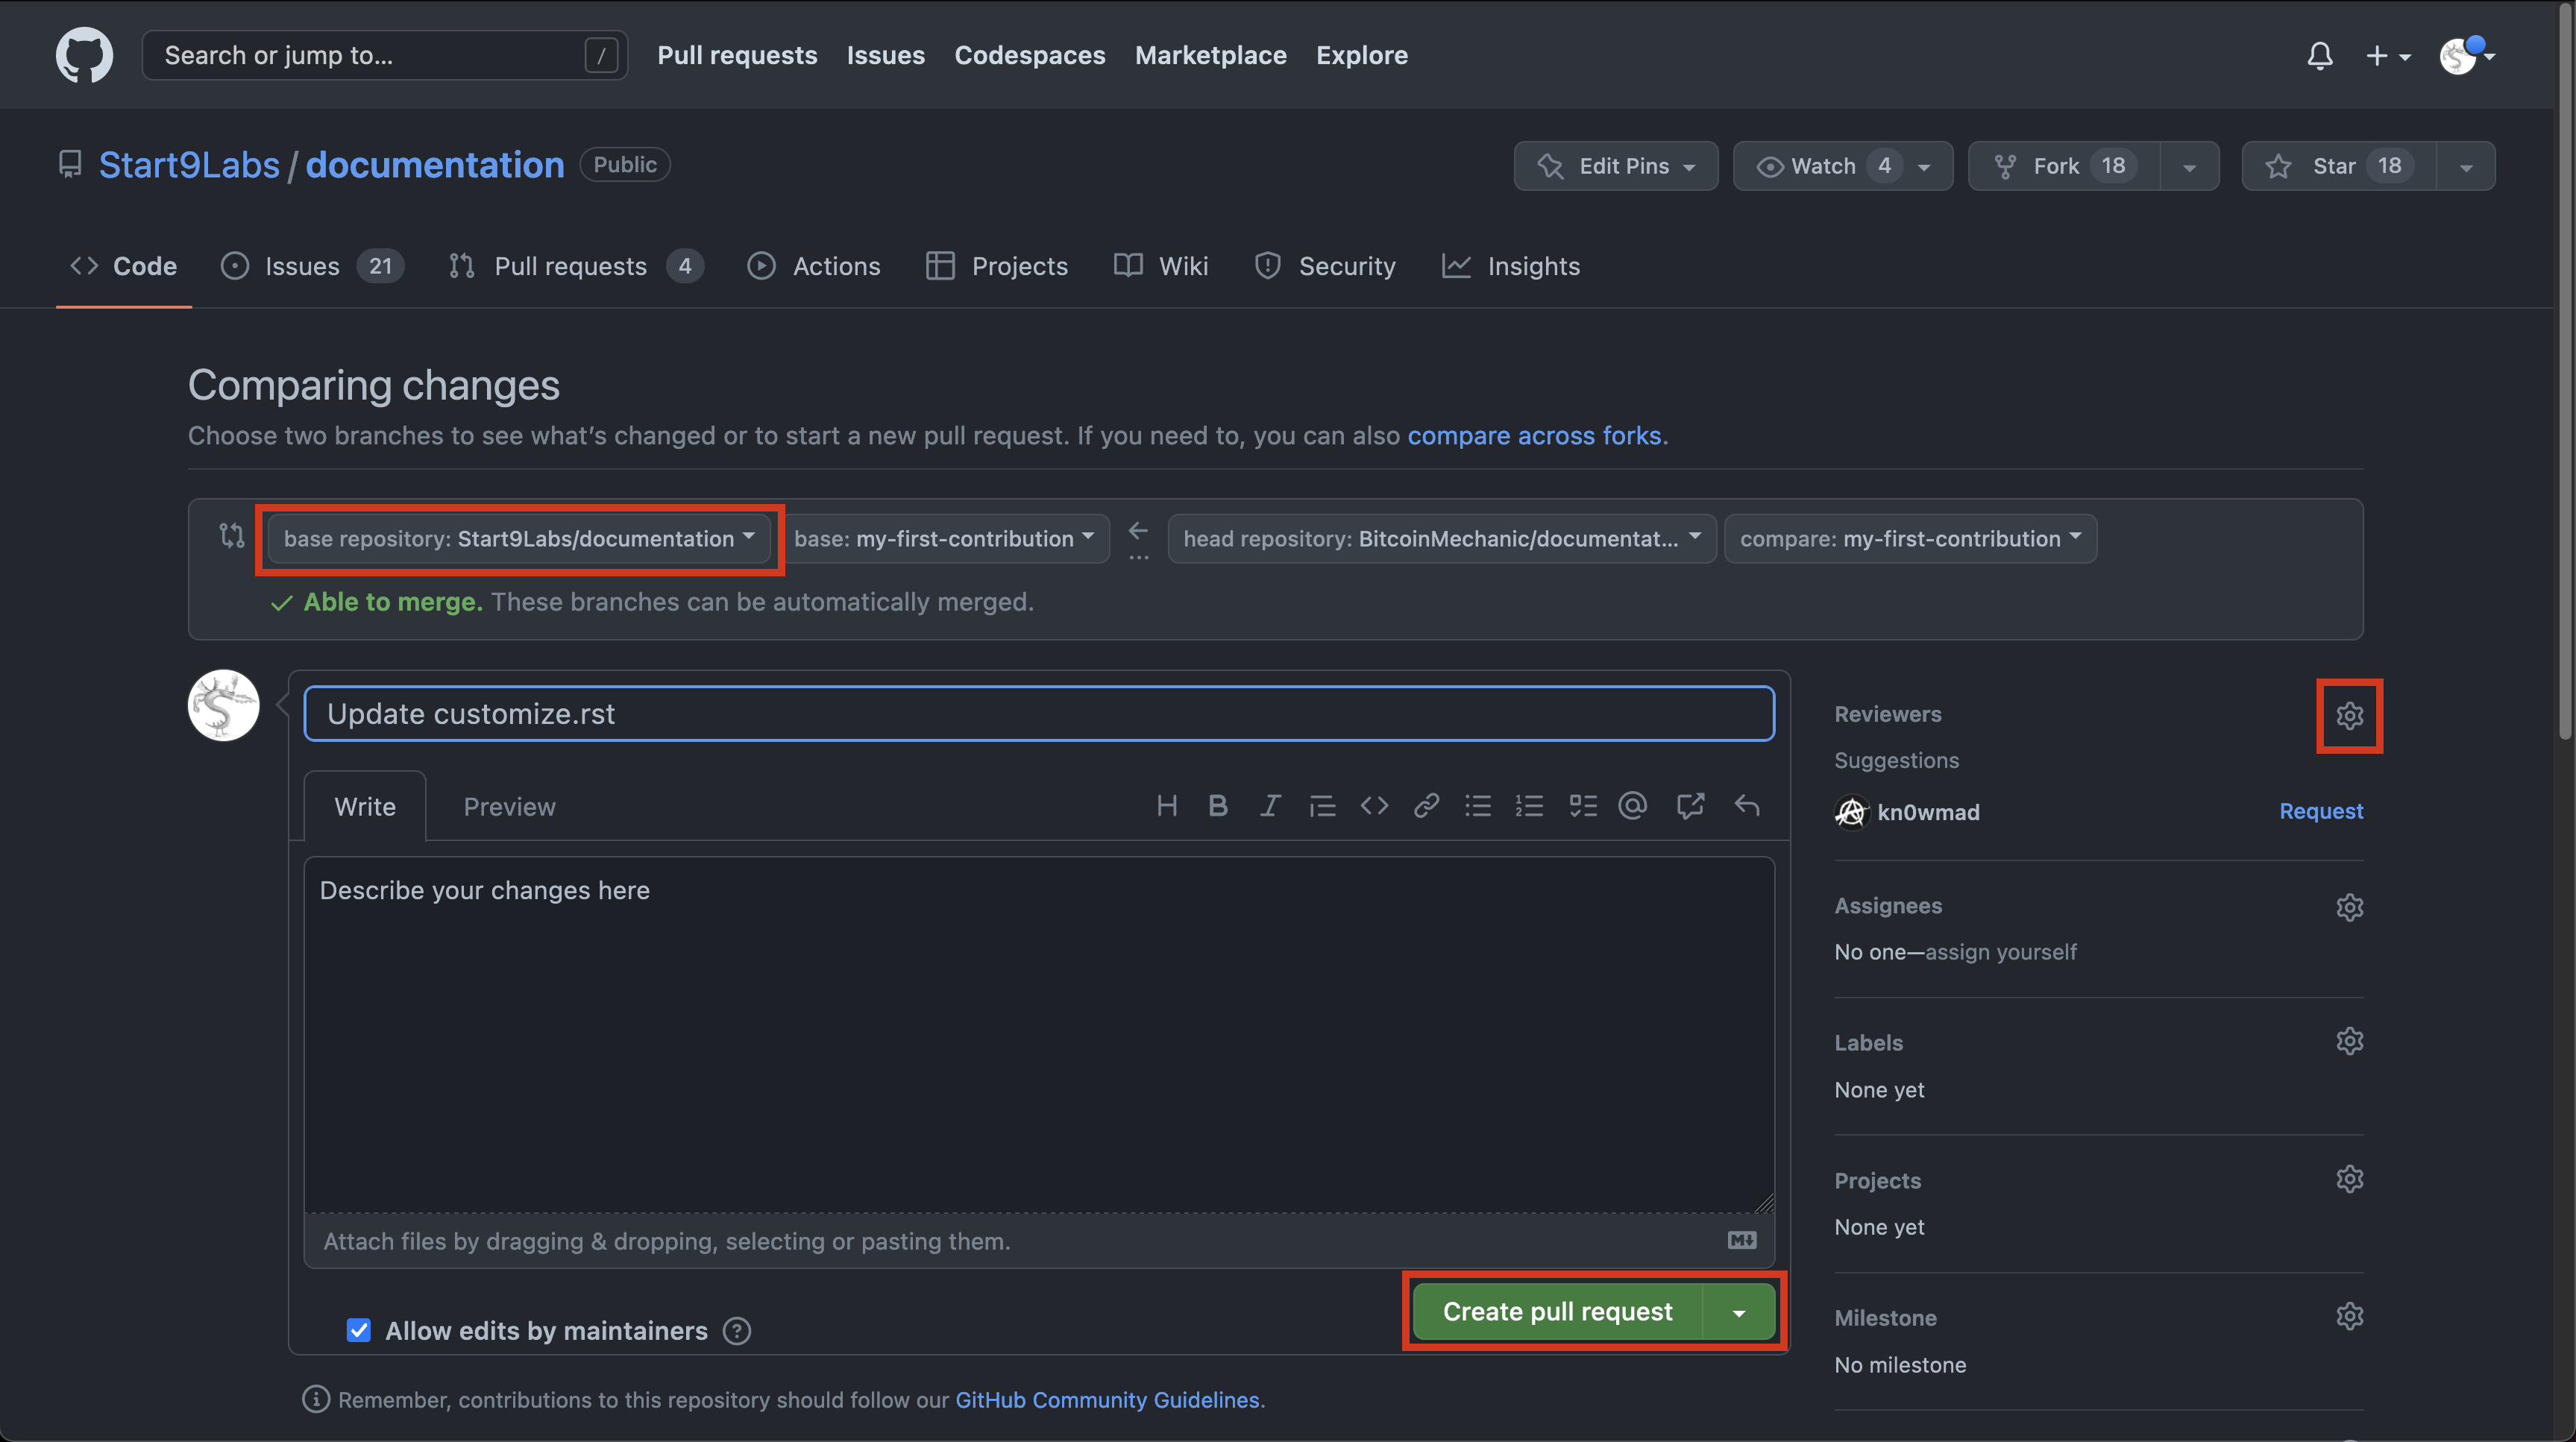 Search or jump to... / Pull requests Issues Codespaces Marketplace Explore
Start9Labs / documentation Public Edit Pins Watch 4 Fork 18 Star 18
Code Issues 21 Pull requests 4 Actions Projects Wiki Security Insights
Comparing changes
Choose two branches to see what's changed or to start a new pull request. If you need to, you can also compare across forks.
base repository: Start9Labs/documentation base: my-first-contribution head repository: BitcoinMechanic/documentat... compare: my-first-contribution
Able to merge. These branches can be automatically merged.
Update customize.rst
Write Preview
Describe your changes here
Attach files by dragging & dropping, selecting or pasting them.
Allow edits by maintainers
Create pull request
Remember, contributions to this repository should follow our GitHub Community Guidelines.
Reviewers
Suggestions
kn0wmad Request
Assignees
No one—assign yourself
Labels
None yet
Projects
None yet
Milestone
No milestone